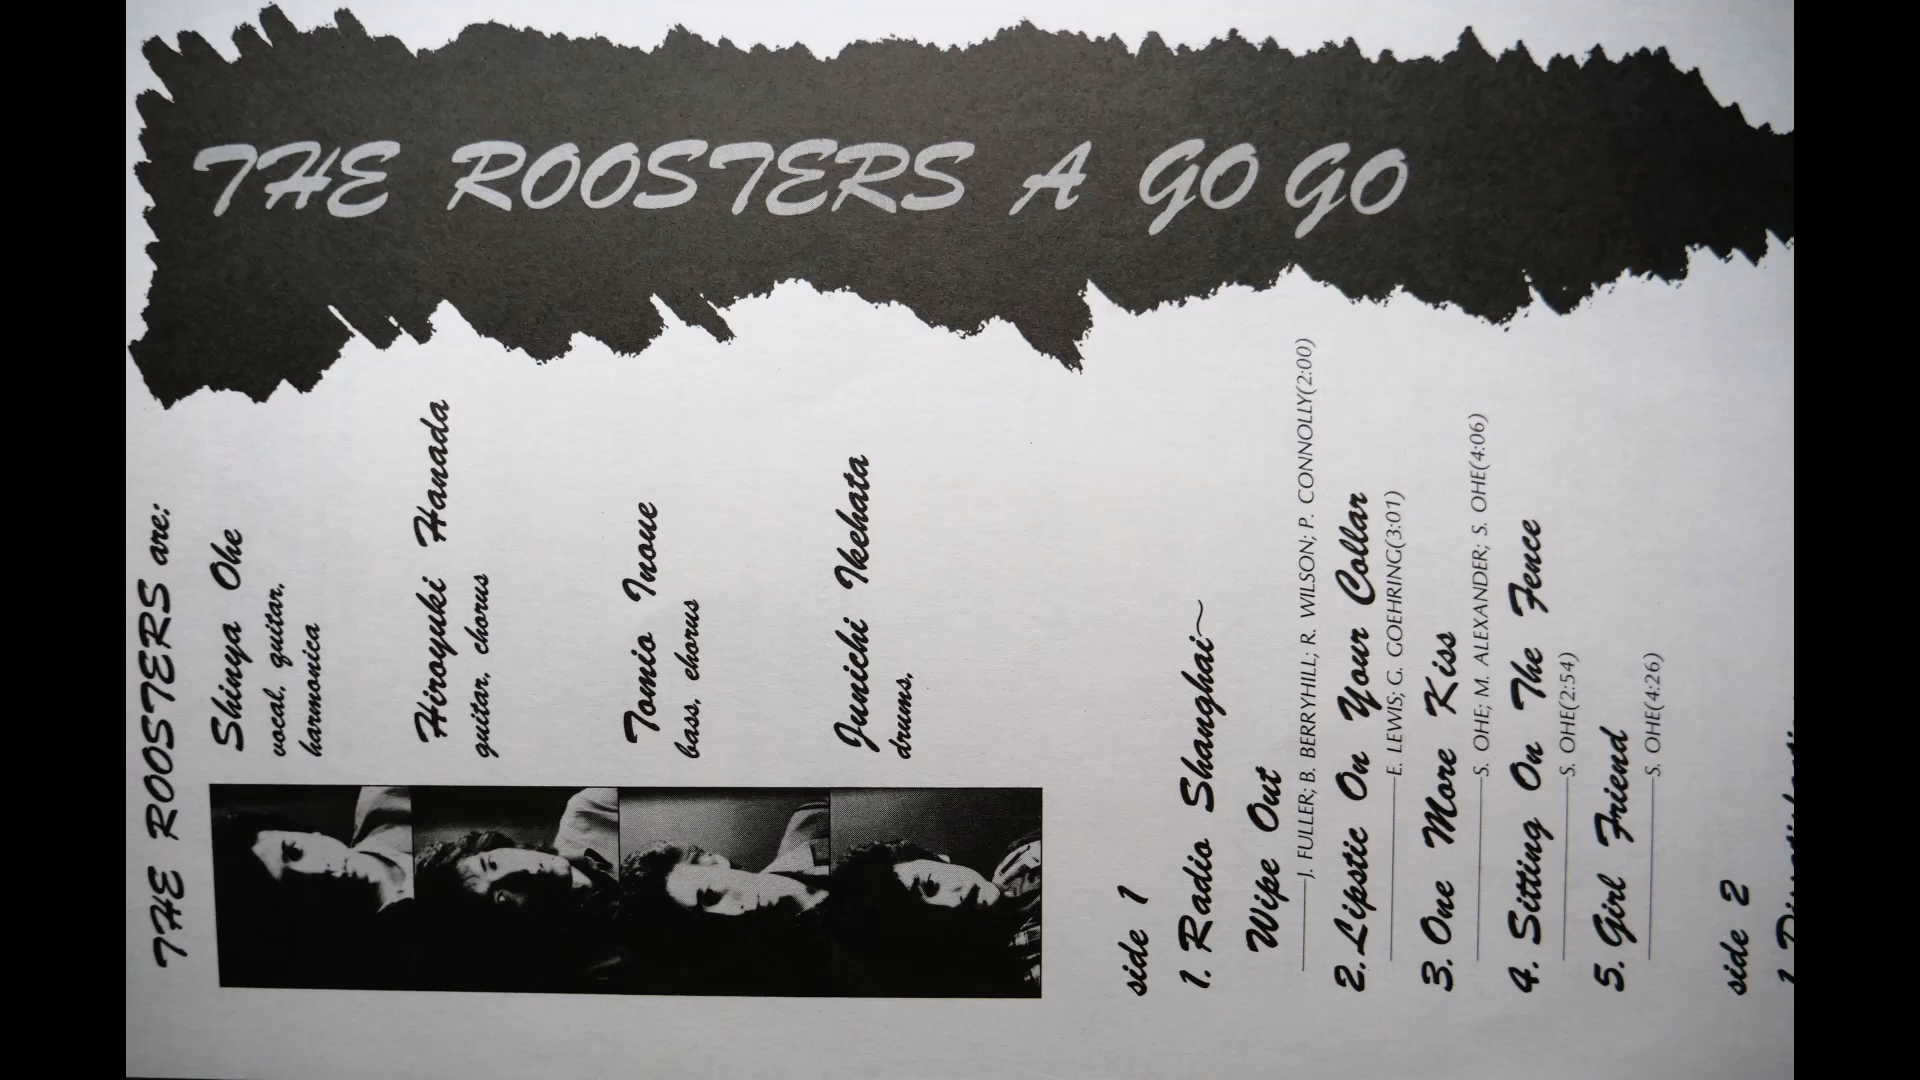 THE ROOSTERS A GO GO
THE ROOSTERS are:
Shinya Ohe
vocal, guitar,
harmonica
Hiroyuki Hanada
guitar, chorus
Tomio Inoue
bass, chorus
Junichi Ikehata
drums,
side 1
1. Radio Shanghai~
Wipe Out
J. FULLER; B. BERRYHILL; R. WILSON; P. CONNOLLY(2:00)
2. Lipstic On Your Collar
E. LEWIS; G. GOEHRING(3:01)
3. One More Kiss
S. OHE; M. ALEXANDER; S. OHE(4:06)
4. Sitting On The Fence
S. OHE(2:54)
5. Girl Friend
S. OHE(4:26)
side 2